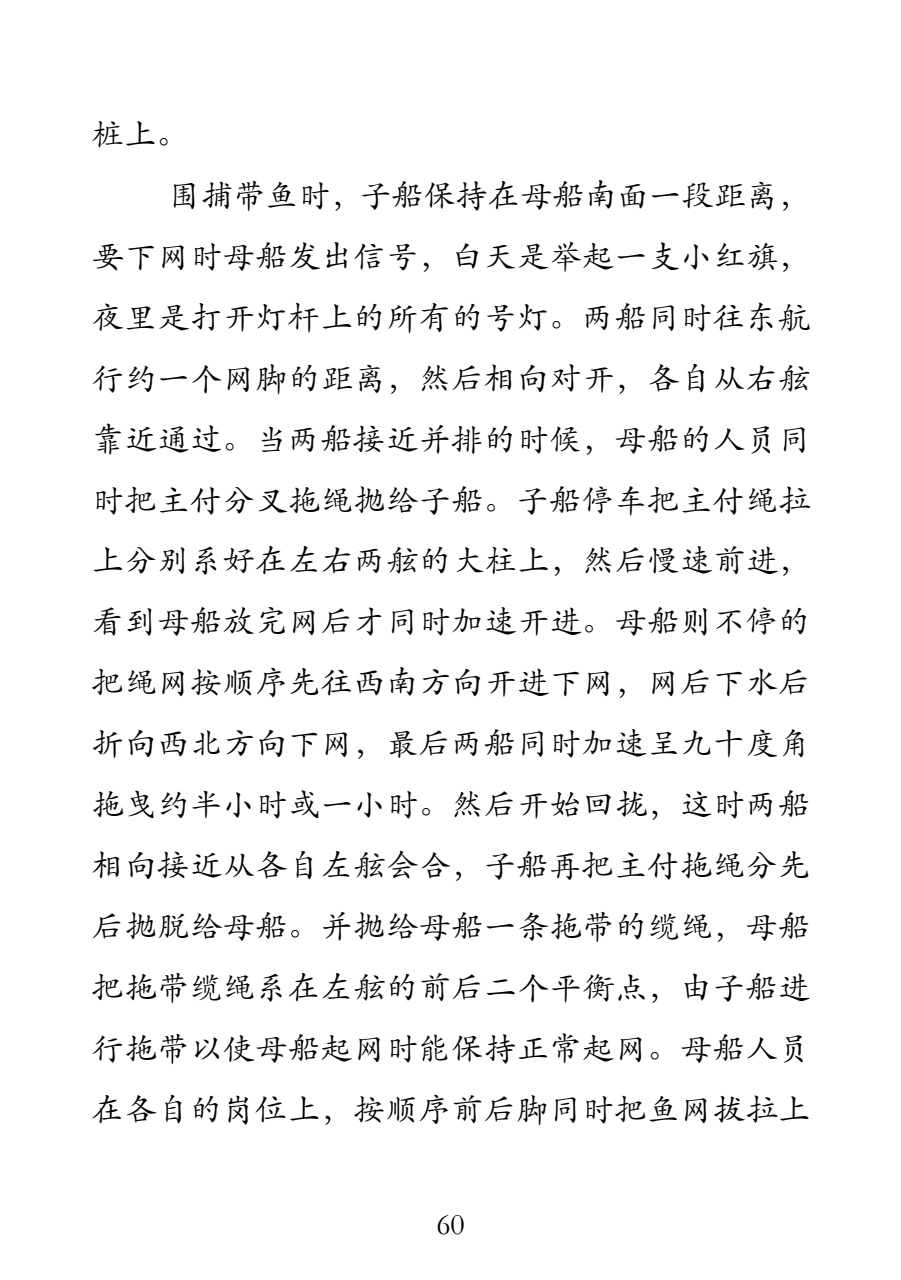 桩上。
围捕带鱼时，子船保持在母船南面一段距离，
要下网时母船发出信号，白天是举起一支小红旗，
夜里是打开灯杆上的所有的号灯。两船同时往东航
行约一个网脚的距离，然后相向对开，各自从右舷
靠近通过。当两船接近并排的时候，母船的人员同
时把主付分叉拖绳抛给子船。子船停车把主付绳拉
上分别系好在左右两舷的大柱上，然后慢速前进，
看到母船放完网后才同时加速开进。母船则不停的
把绳网按顺序先往西南方向开进下网，网后下水后
折向西北方向下网，最后两船同时加速呈九十度角
拖曳约半小时或一小时。然后开始回拢，这时两船
相向接近从各自左舷会合，子船再把主付拖绳分先
后抛脱给母船。并抛给母船一条拖带的缆绳，母船
把拖带缆绳系在左舷的前后二个平衡点，由子船进
行拖带以使母船起网时能保持正常起网。母船人员
在各自的岗位上，按顺序前后脚同时把鱼网拔拉上
60